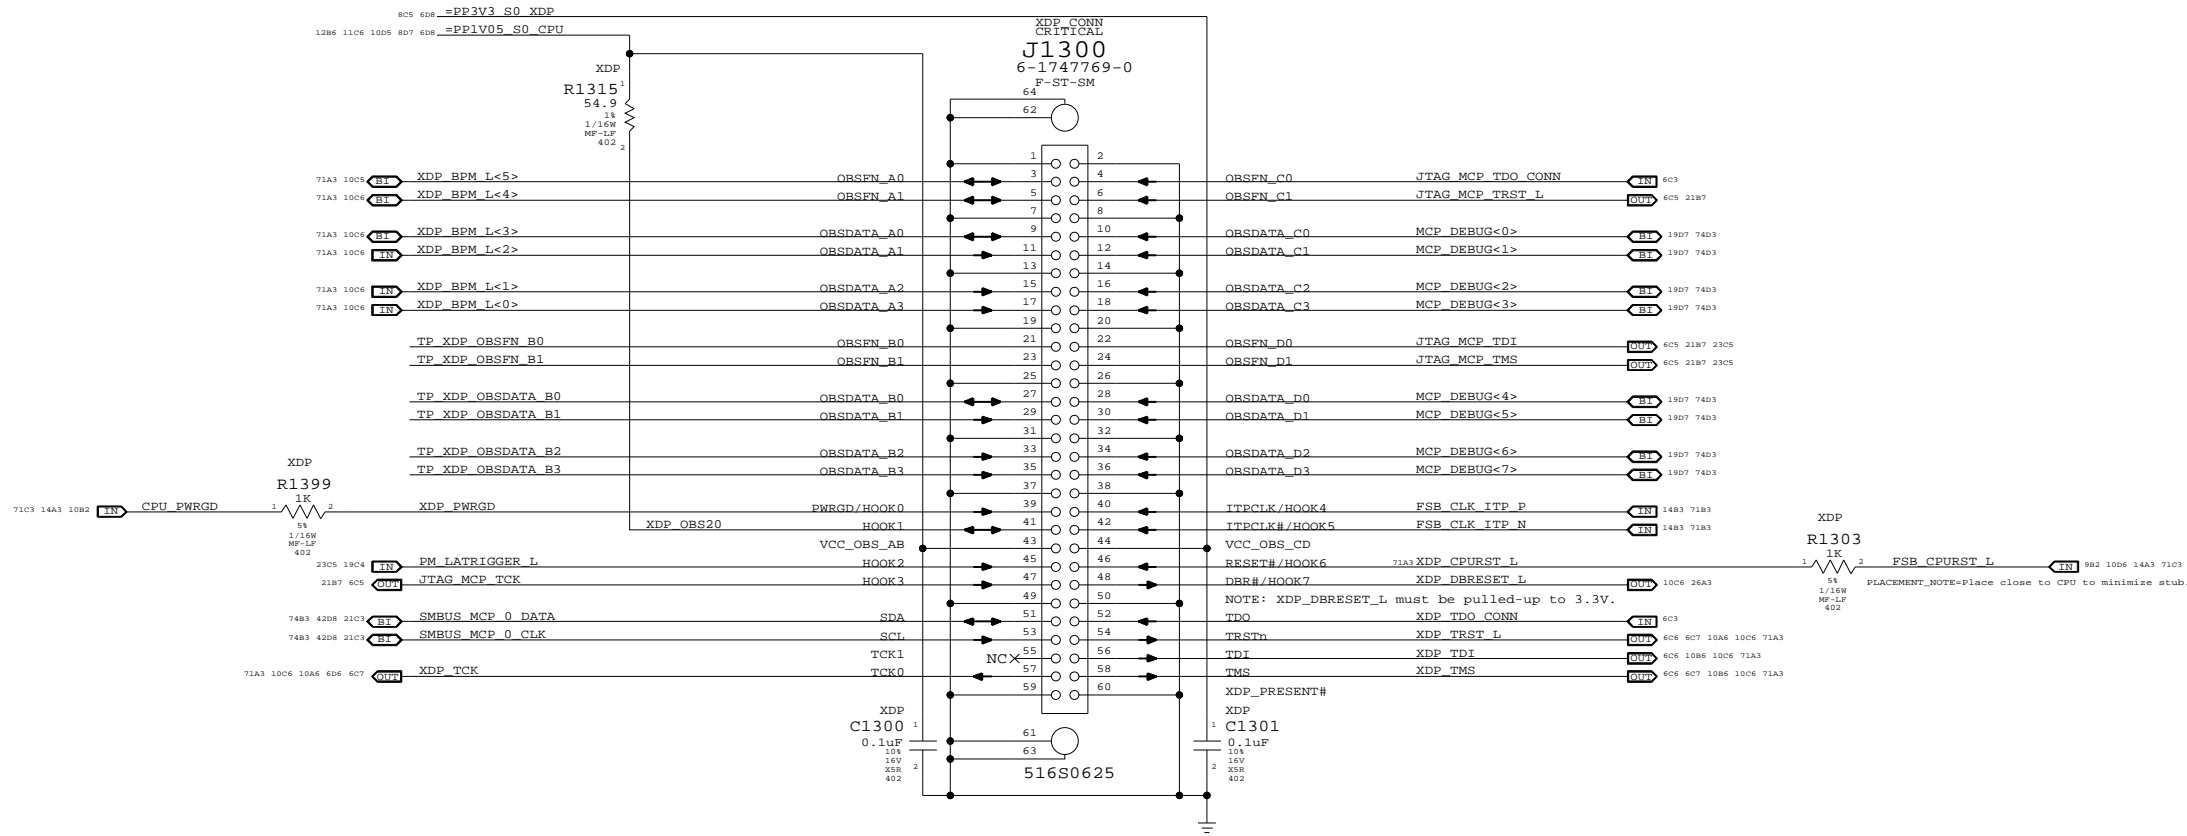 8C5 6D8 =PP3V3_S0_XDP
12B6 11C6 10D5 8D7 6D8 =PP1V05_S0_CPU
XDP_CONN
CRITICAL
J1300
6-1747769-0
F-ST-SM
XDP
R1315 1
54.9
1%
1/16W
MF-LF
402 2
64
62
1 2
71A3 10C5 BI XDP_BPM_L<5> OBSFN_A0 3 4 OBSFN_C0 JTAG_MCP_TDO_CONN IN 6C3
71A3 10C6 BI XDP_BPM_L<4> OBSFN_A1 5 6 OBSFN_C1 JTAG_MCP_TRST_L OUT 6C5 21B7
7 8
71A3 10C6 BI XDP_BPM_L<3> OBSDATA_A0 9 10 OBSDATA_C0 MCP_DEBUG<0> BI 19D7 74D3
71A3 10C6 IN XDP_BPM_L<2> OBSDATA_A1 11 12 OBSDATA_C1 MCP_DEBUG<1> BI 19D7 74D3
13 14
71A3 10C6 IN XDP_BPM_L<1> OBSDATA_A2 15 16 OBSDATA_C2 MCP_DEBUG<2> BI 19D7 74D3
71A3 10C6 IN XDP_BPM_L<0> OBSDATA_A3 17 18 OBSDATA_C3 MCP_DEBUG<3> BI 19D7 74D3
19 20
TP_XDP_OBSFN_B0 OBSFN_B0 21 22 OBSFN_D0 JTAG_MCP_TDI OUT 6C5 21B7 23C5
TP_XDP_OBSFN_B1 OBSFN_B1 23 24 OBSFN_D1 JTAG_MCP_TMS OUT 6C5 21B7 23C5
25 26
TP_XDP_OBSDATA_B0 OBSDATA_B0 27 28 OBSDATA_D0 MCP_DEBUG<4> BI 19D7 74D3
TP_XDP_OBSDATA_B1 OBSDATA_B1 29 30 OBSDATA_D1 MCP_DEBUG<5> BI 19D7 74D3
31 32
TP_XDP_OBSDATA_B2 OBSDATA_B2 33 34 OBSDATA_D2 MCP_DEBUG<6> BI 19D7 74D3
TP_XDP_OBSDATA_B3 OBSDATA_B3 35 36 OBSDATA_D3 MCP_DEBUG<7> BI 19D7 74D3
37 38
XDP
R1399
1K
71C3 14A3 10B2 IN CPU_PWRGD 1 2 XDP_PWRGD PWRGD/HOOK0 39 40 ITPCLK/HOOK4 FSB_CLK_ITP_P IN 14B3 71B3
5%
1/16W
MF-LF
402
XDP_OBS20 HOOK1 41 42 ITPCLK#/HOOK5 FSB_CLK_ITP_N IN 14B3 71B3
VCC_OBS_AB 43 44 VCC_OBS_CD
XDP
R1303
1K
23C5 19C4 IN PM_LATRIGGER_L HOOK2 45 46 RESET#/HOOK6 71A3 XDP_CPURST_L 1 2 FSB_CPURST_L IN 9B2 10D6 14A3 71C3
5%
1/16W
MF-LF
402
PLACEMENT_NOTE=Place close to CPU to minimize stub.
21B7 6C5 OUT JTAG_MCP_TCK HOOK3 47 48 DBR#/HOOK7 XDP_DBRESET_L OUT 10C6 26A3
49 50 NOTE: XDP_DBRESET_L must be pulled-up to 3.3V.
74B3 42D8 21C3 BI SMBUS_MCP_0_DATA SDA 51 52 TDO XDP_TDO_CONN IN 6C3
74B3 42D8 21C3 BI SMBUS_MCP_0_CLK SCL 53 54 TRSTn XDP_TRST_L OUT 6C6 6C7 10A6 10C6 71A3
TCK1 NC 55 56 TDI XDP_TDI OUT 6C6 10B6 10C6 71A3
71A3 10C6 10A6 6D6 6C7 OUT XDP_TCK TCK0 57 58 TMS XDP_TMS OUT 6C6 6C7 10B6 10C6 71A3
59 60 XDP_PRESENT#
XDP
C1300 1
0.1uF
10%
16V
X5R 2
402
61
63
516S0625
XDP
1 C1301
0.1uF
10%
16V
2 X5R
402